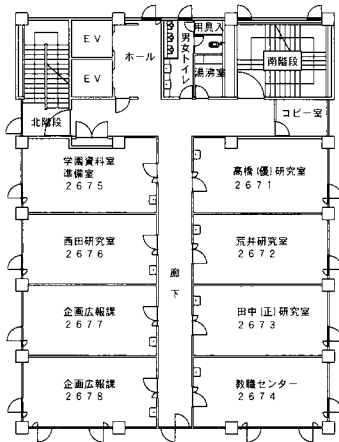 EV
EV
ホール
男女トイレ
用具入
湯沸室
南階段
北階段
コピー室
学園資料室
準備室
2675
高橋(優)研究室
2671
西田研究室
2676
荒井研究室
2672
廊下
企画広報課
2677
田中(正)研究室
2673
企画広報課
2678
教職センター
2674